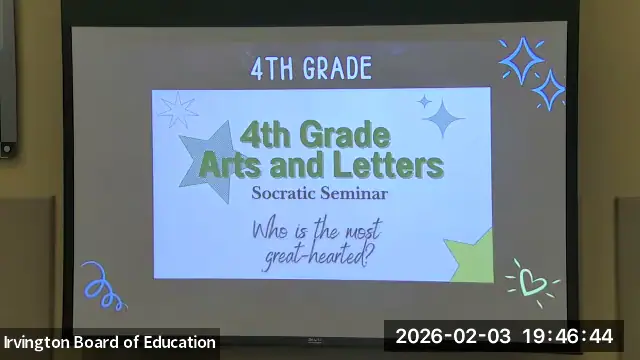 4TH GRADE
4th Grade
Arts and Letters
Socratic Seminar
Who is the most
great-hearted?
Irvington Board of Education
2026-02-03 19:46:44